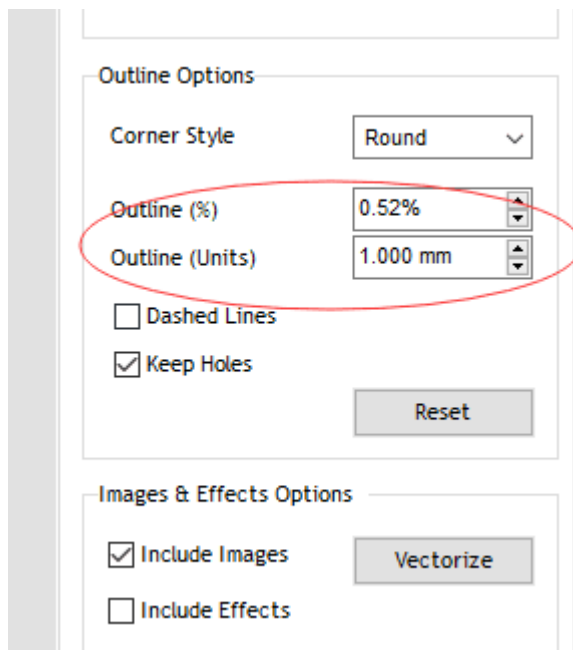 Outline Options
Corner Style Round
Outline (%) 0.52%
Outline (Units) 1.000 mm
Dashed Lines
Keep Holes
Reset
Images & Effects Options
Include Images Vectorize
Include Effects